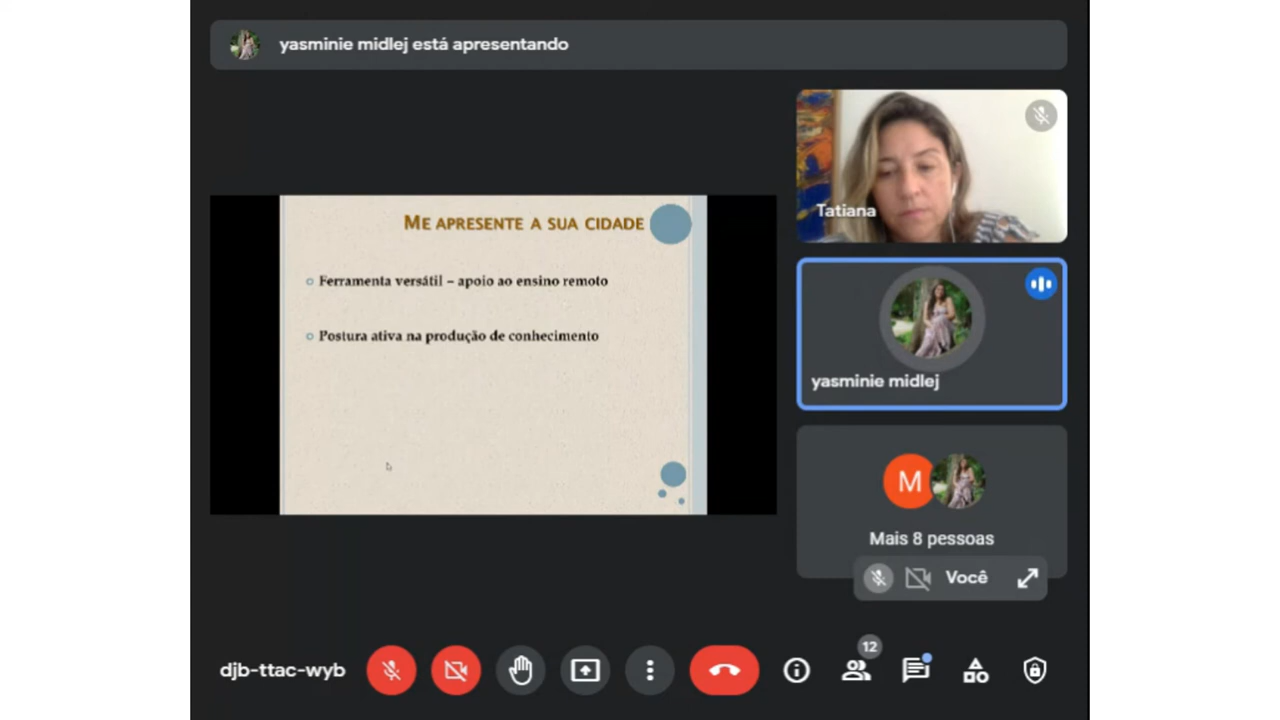 yasminie midlej está apresentando
Tatiana
ME APRESENTE A SUA CIDADE
Ferramenta versátil – apoio ao ensino remoto
Postura ativa na produção de conhecimento
yasminie midlej
M
Mais 8 pessoas
Você
djb-ttac-wyb
12